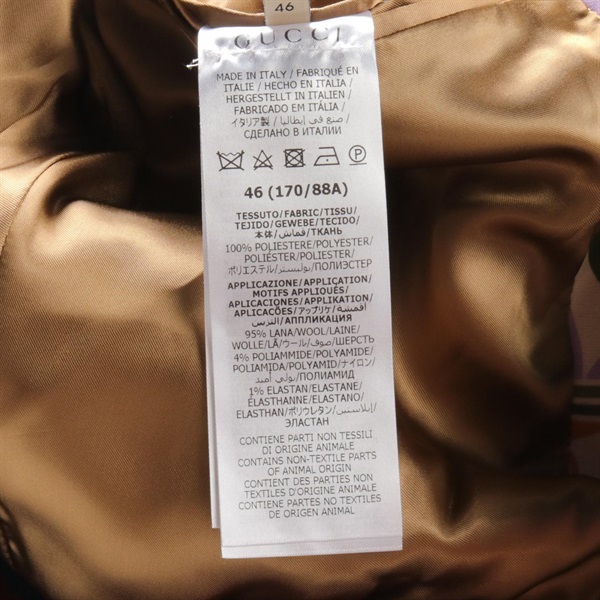 46
GUCCI
MADE IN ITALY / FABRIQUÉ EN
ITALIE / HECHO EN ITALIA /
HERGESTELLT IN ITALIEN /
FABRICADO EM ITÁLIA /
イタリア製 / صنع في إيطاليا /
СДЕЛАНО В ИТАЛИИ
46 (170/88A)
TESSUTO/FABRIC/TISSU/
TEJIDO/GEWEBE/TECIDO/
本体/قماش/ТКАНЬ
100% POLIESTERE/POLYESTER/
POLIÉSTER/POLIESTER/
ポリエステル/بوليستر/ПОЛИЭСТЕР
APPLICAZIONE/APPLICATION/
MOTIFS APPLIQUÉS/
APLICACIONES/APPLIKATION/
APLICAÇÕES/アップリケ/أقمشة
التزيين/АППЛИКАЦИЯ
95% LANA/WOOL/LAINE/
WOLLE/LÃ/ウール/صوف/ШЕРСТЬ
4% POLIAMMIDE/POLYAMIDE/
POLIAMIDA/POLYAMID/ナイロン/
بولي أميد/ПОЛИАМИД
1% ELASTAN/ELASTANE/
ÉLASTHANNE/ELASTANO/
ELASTHAN/ポリウレタン/إيلاستين/
ЭЛАСТАН
CONTIENE PARTI NON TESSILI
DI ORIGINE ANIMALE
CONTAINS NON-TEXTILE PARTS
OF ANIMAL ORIGIN
CONTIENT DES PARTIES NON
TEXTILES D'ORIGINE ANIMALE
CONTIENE PARTES NO TEXTILES
DE ORIGEN ANIMAL